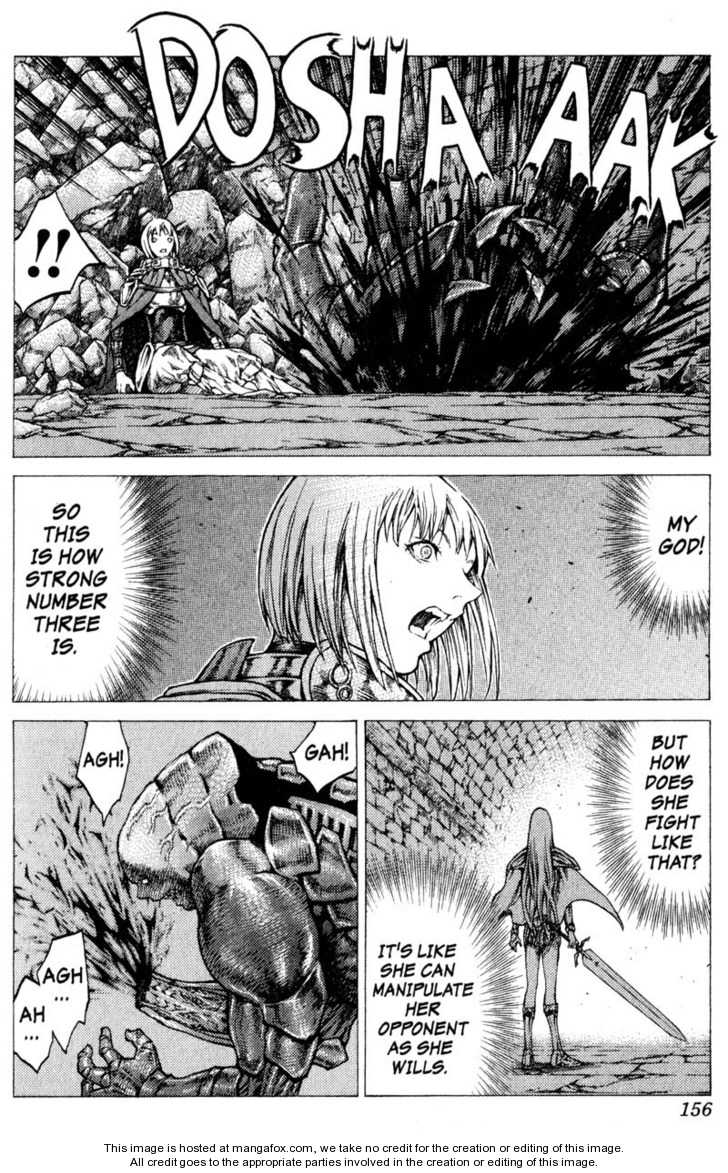 DOSHAAAAK
!!
MY
GOD!
SO
THIS
IS HOW
STRONG
NUMBER
THREE
IS.
BUT
HOW
DOES
SHE
FIGHT
LIKE
THAT?
IT'S LIKE
SHE CAN
MANIPULATE
HER
OPPONENT
AS SHE
WILLS.
GAH!
AGH!
AGH
...
AH
...
156
This image is hosted at mangafox.com, we take no credit for the creation or editing of this image.
All credit goes to the appropriate parties involved in the creation or editing of this image.